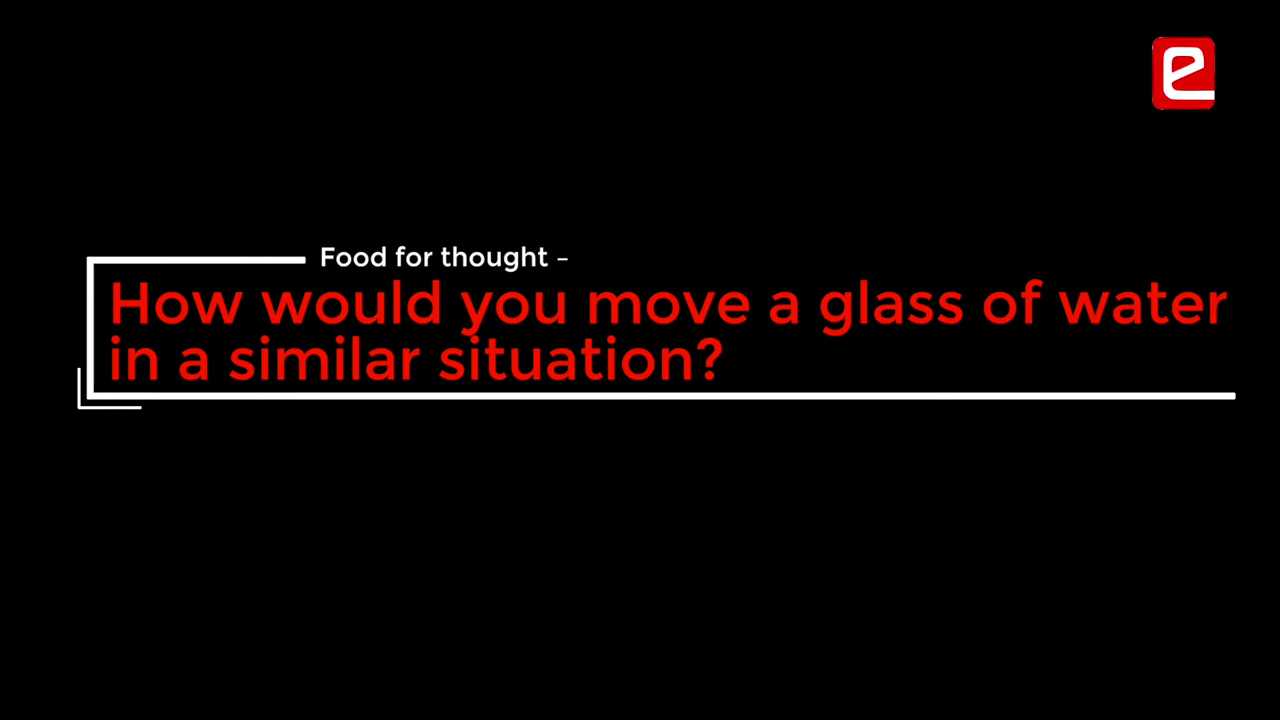 e
Food for thought –
How would you move a glass of water
in a similar situation?